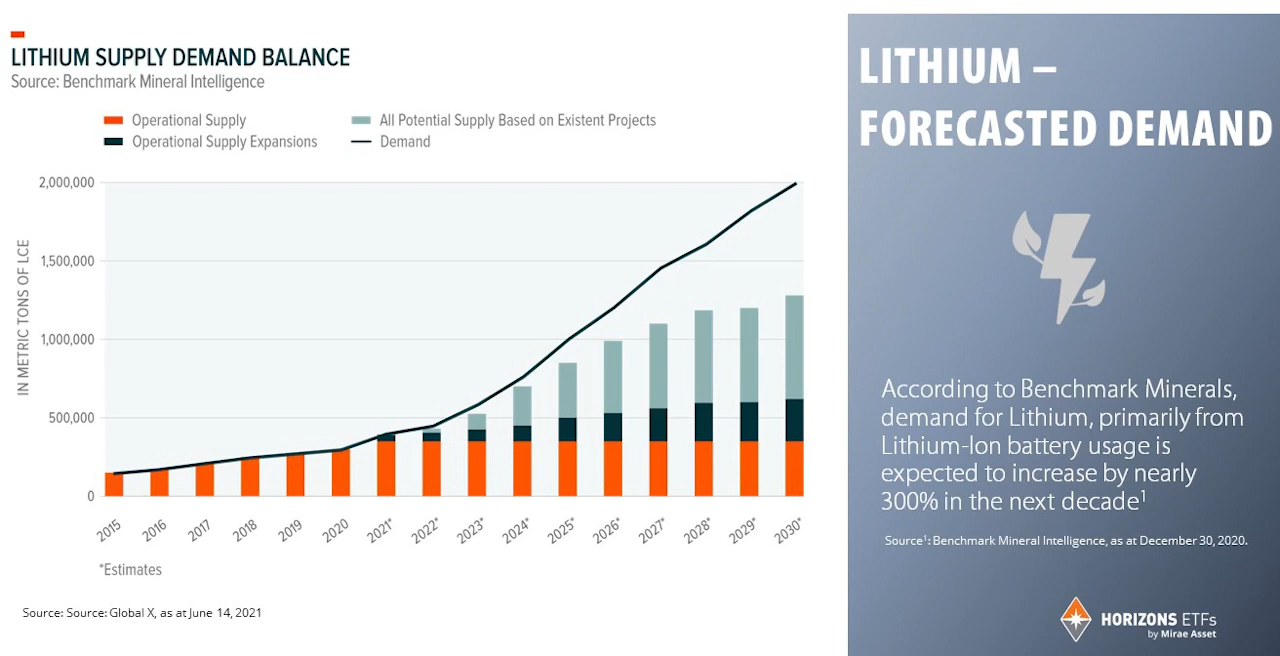 LITHIUM SUPPLY DEMAND BALANCE
Source: Benchmark Mineral Intelligence
Operational Supply
All Potential Supply Based on Existent Projects
Operational Supply Expansions
Demand
IN METRIC TONS OF LCE
2,000,000
1,500,000
1,000,000
500,000
0
2015
2016
2017
2018
2019
2020
2021*
2022*
2023*
2024*
2025*
2026*
2027*
2028*
2029*
2030*
*Estimates
Source: Source: Global X, as at June 14, 2021
LITHIUM –
FORECASTED DEMAND
According to Benchmark Minerals,
demand for Lithium, primarily from
Lithium-Ion battery usage is
expected to increase by nearly
300% in the next decade¹
Source¹: Benchmark Mineral Intelligence, as at December 30, 2020.
HORIZONS ETFs
by Mirae Asset